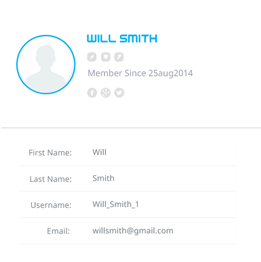 WILL SMITH
Member Since 25aug2014
First Name: Will
Last Name: Smith
Username: Will_Smith_1
Email: willsmith@gmail.com